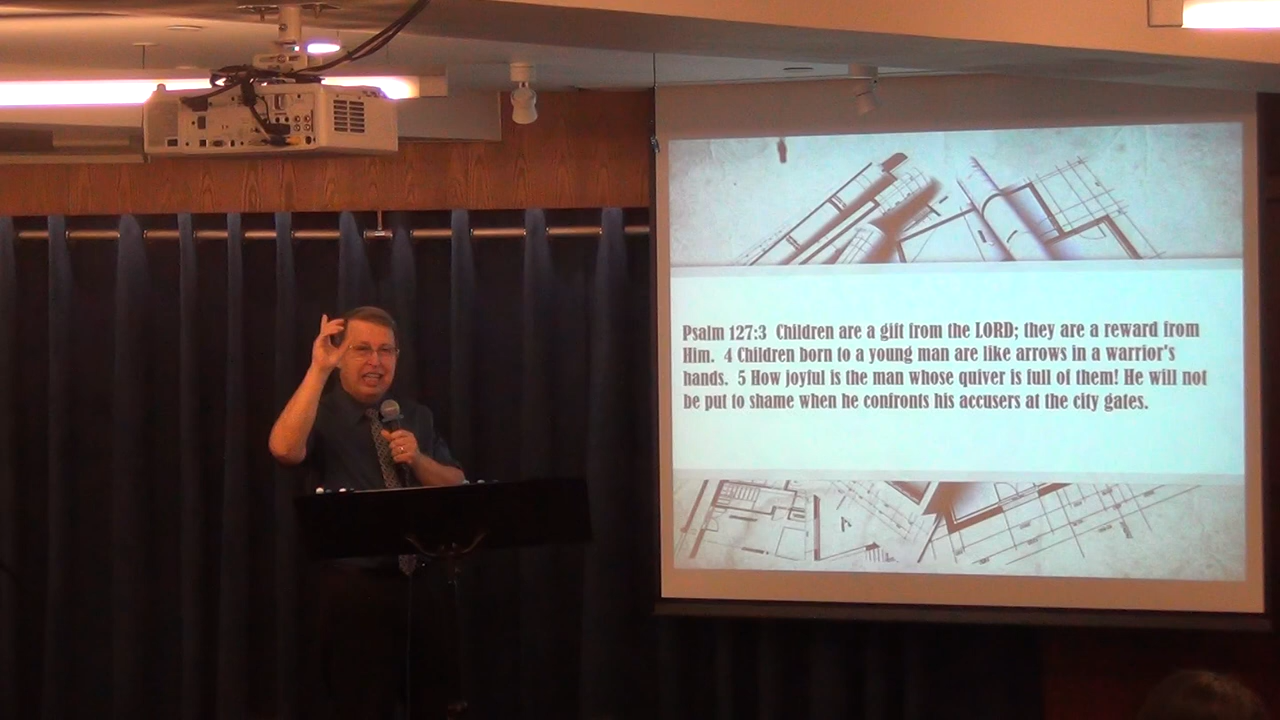 Psalm 127:3 Children are a gift from the LORD; they are a reward from
Him. 4 Children born to a young man are like arrows in a warrior's
hands. 5 How joyful is the man whose quiver is full of them! He will not
be put to shame when he confronts his accusers at the city gates.